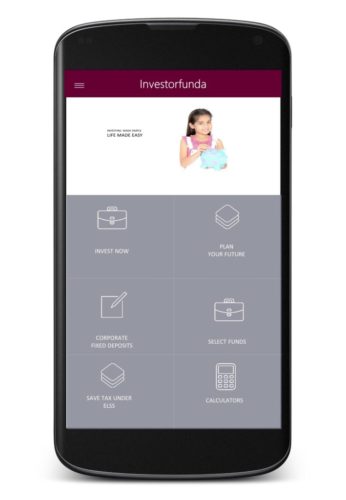 Investorfunda
INVESTING MADE SIMPLE
LIFE MADE EASY
INVEST NOW
PLAN
YOUR FUTURE
CORPORATE
FIXED DEPOSITS
SELECT FUNDS
SAVE TAX UNDER
ELSS
CALCULATORS